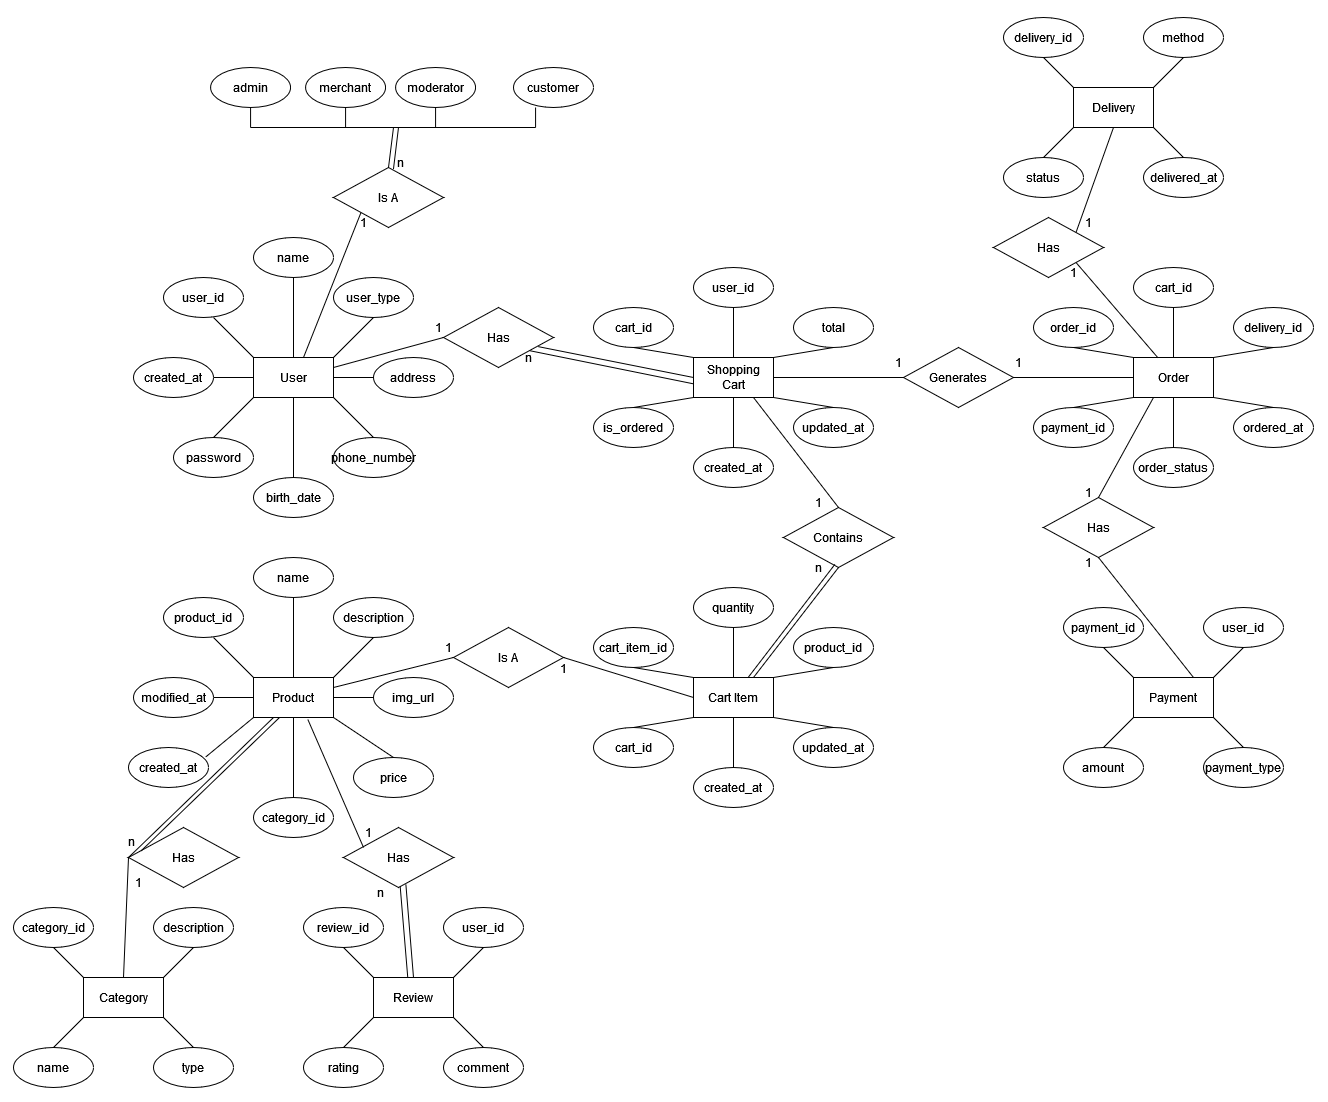 delivery_id
method
admin
merchant
moderator
customer
Delivery
n
status
delivered_at
Is A
1
1
name
Has
1
user_id
user_type
user_id
cart_id
cart_id
total
order_id
delivery_id
1
Has
n
User
created_at
address
Shopping
Cart
1
Generates
1
Order
is_ordered
updated_at
payment_id
ordered_at
password
phone_number
created_at
order_status
birth_date
1
1
Contains
Has
n
1
name
quantity
product_id
description
payment_id
user_id
1
Is A
1
cart_item_id
product_id
modified_at
Product
img_url
Cart Item
Payment
created_at
price
cart_id
updated_at
amount
payment_type
created_at
category_id
n
1
Has
Has
1
n
category_id
description
review_id
user_id
Category
Review
name
type
rating
comment